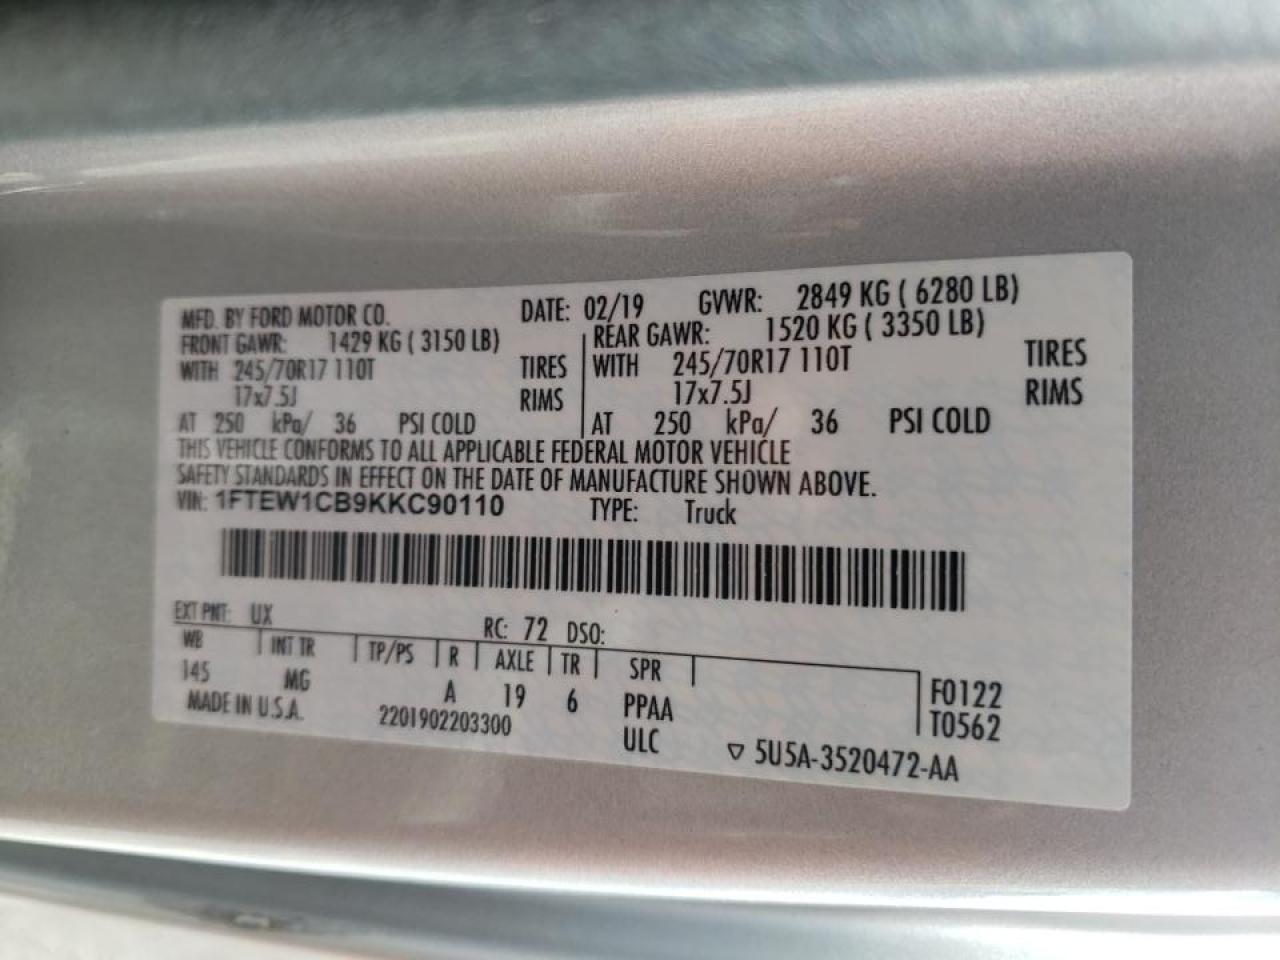 MFD. BY FORD MOTOR CO. DATE: 02/19 GVWR: 2849 KG ( 6280 LB)
FRONT GAWR: 1429 KG ( 3150 LB) REAR GAWR: 1520 KG ( 3350 LB)
WITH 245/70R17 110T TIRES WITH 245/70R17 110T TIRES
17x7.5J RIMS 17x7.5J RIMS
AT 250 kPa/ 36 PSI COLD AT 250 kPa/ 36 PSI COLD
THIS VEHICLE CONFORMS TO ALL APPLICABLE FEDERAL MOTOR VEHICLE
SAFETY STANDARDS IN EFFECT ON THE DATE OF MANUFACTURE SHOWN ABOVE.
VIN: 1FTEW1CB9KKC90110 TYPE: Truck
EXT PNT: UX RC: 72 DSO:
WB INT TR TP/PS R AXLE TR SPR
145 MG A 19 6 PPAA F0122
MADE IN U.S.A. 2201902203300 ULC T0562
▽ 5U5A-3520472-AA